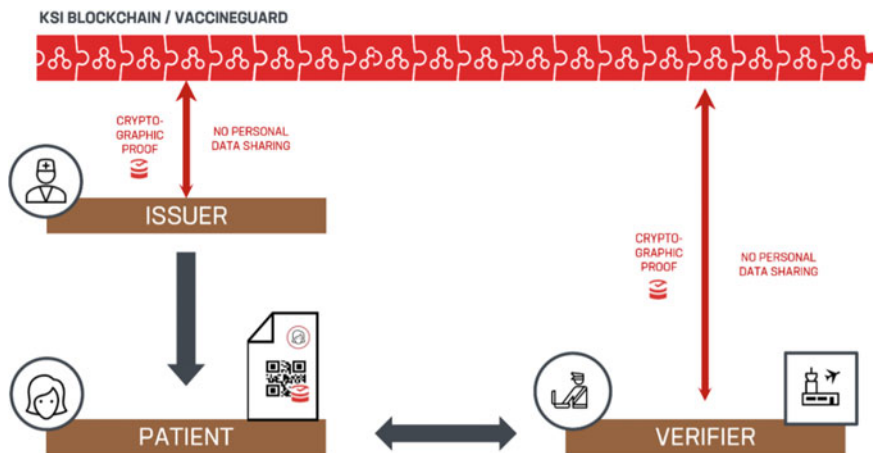 KSI BLOCKCHAIN / VACCINEGUARD
CRYPTO-
GRAPHIC
PROOF
NO PERSONAL
DATA SHARING
ISSUER
CRYPTO-
GRAPHIC
PROOF
NO PERSONAL
DATA SHARING
PATIENT
VERIFIER